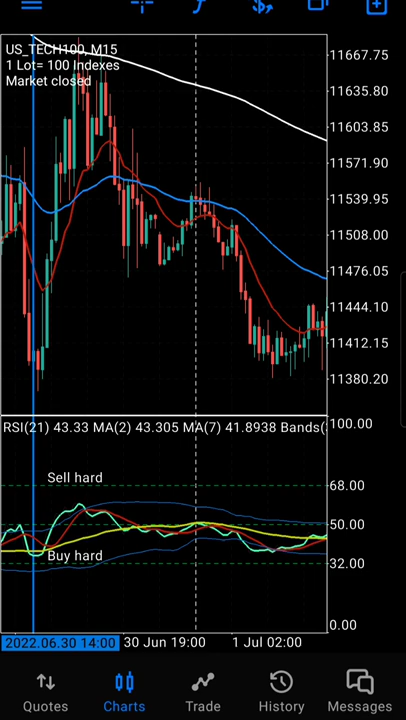 US_TECH100, M15
1 Lot= 100 Indexes
Market closed
11667.75
11635.80
11603.85
11571.90
11539.95
11508.00
11476.05
11444.10
11412.15
11380.20
100.00
RSI(21) 43.33 MA(2) 43.305 MA(7) 41.8938 Bands(
Sell hard
68.00
50.00
Buy hard
32.00
0.00
2022.06.30 14:00 30 Jun 19:00 1 Jul 02:00
Quotes Charts Trade History Messages